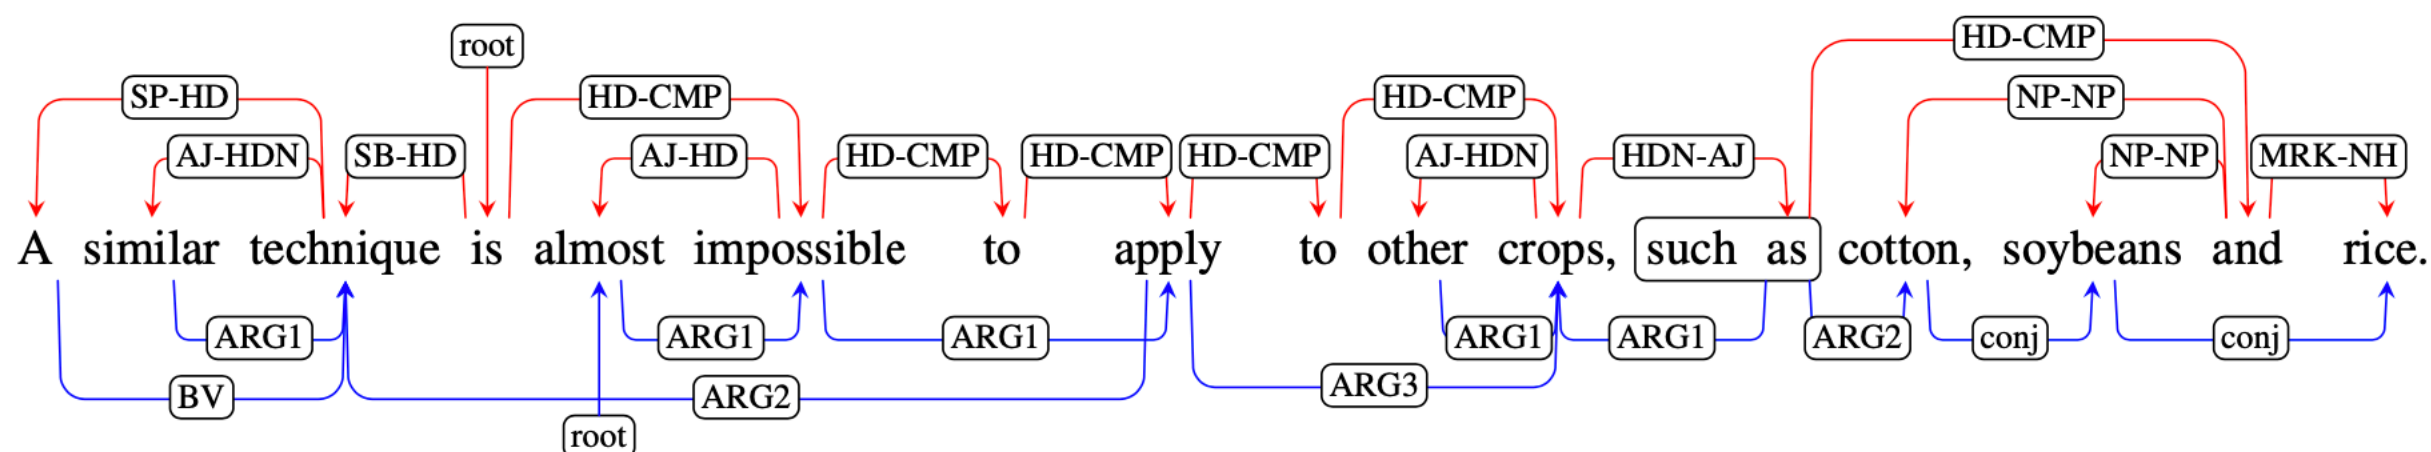 HD-CMP
root
SP-HD HD-CMP HD-CMP NP-NP
AJ-HDN SB-HD AJ-HD HD-CMP HD-CMP HD-CMP AJ-HDN HDN-AJ NP-NP MRK-NH
A similar technique is almost impossible to apply to other crops, such as cotton, soybeans and rice.
ARG1 ARG1 ARG1 ARG1 ARG1 ARG2 conj conj
BV ARG2 ARG3
root